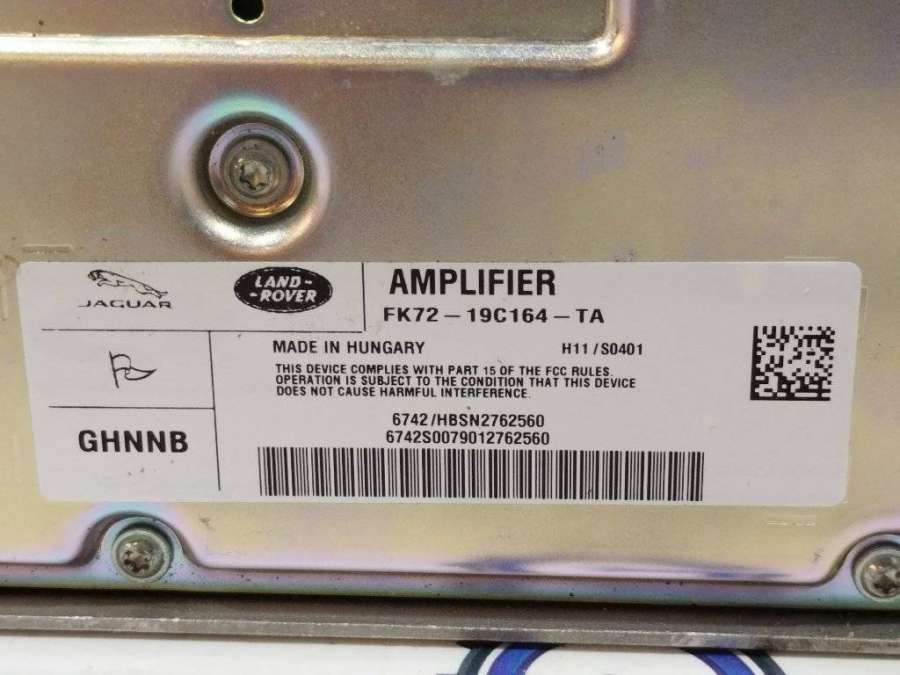 JAGUAR
LAND-
-ROVER
AMPLIFIER
FK72-19C164-TA
MADE IN HUNGARY H11/S0401
THIS DEVICE COMPLIES WITH PART 15 OF THE FCC RULES.
OPERATION IS SUBJECT TO THE CONDITION THAT THIS DEVICE
DOES NOT CAUSE HARMFUL INTERFERENCE.
GHNNB
6742/HBSN2762560
6742S0079012762560